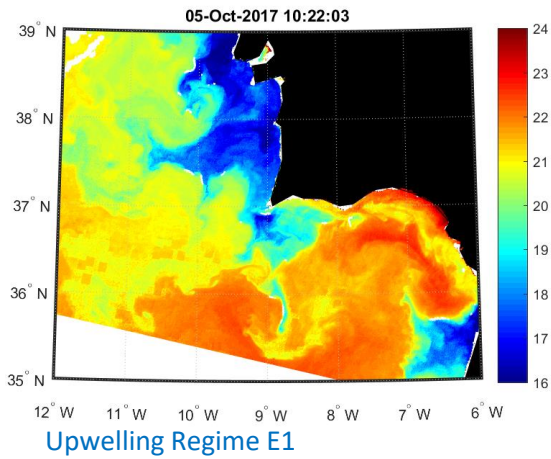 05-Oct-2017 10:22:03
39° N
38° N
37° N
36° N
35° N
12° W 11° W 10° W 9° W 8° W 7° W 6° W
24
23
22
21
20
19
18
17
16
Upwelling Regime E1